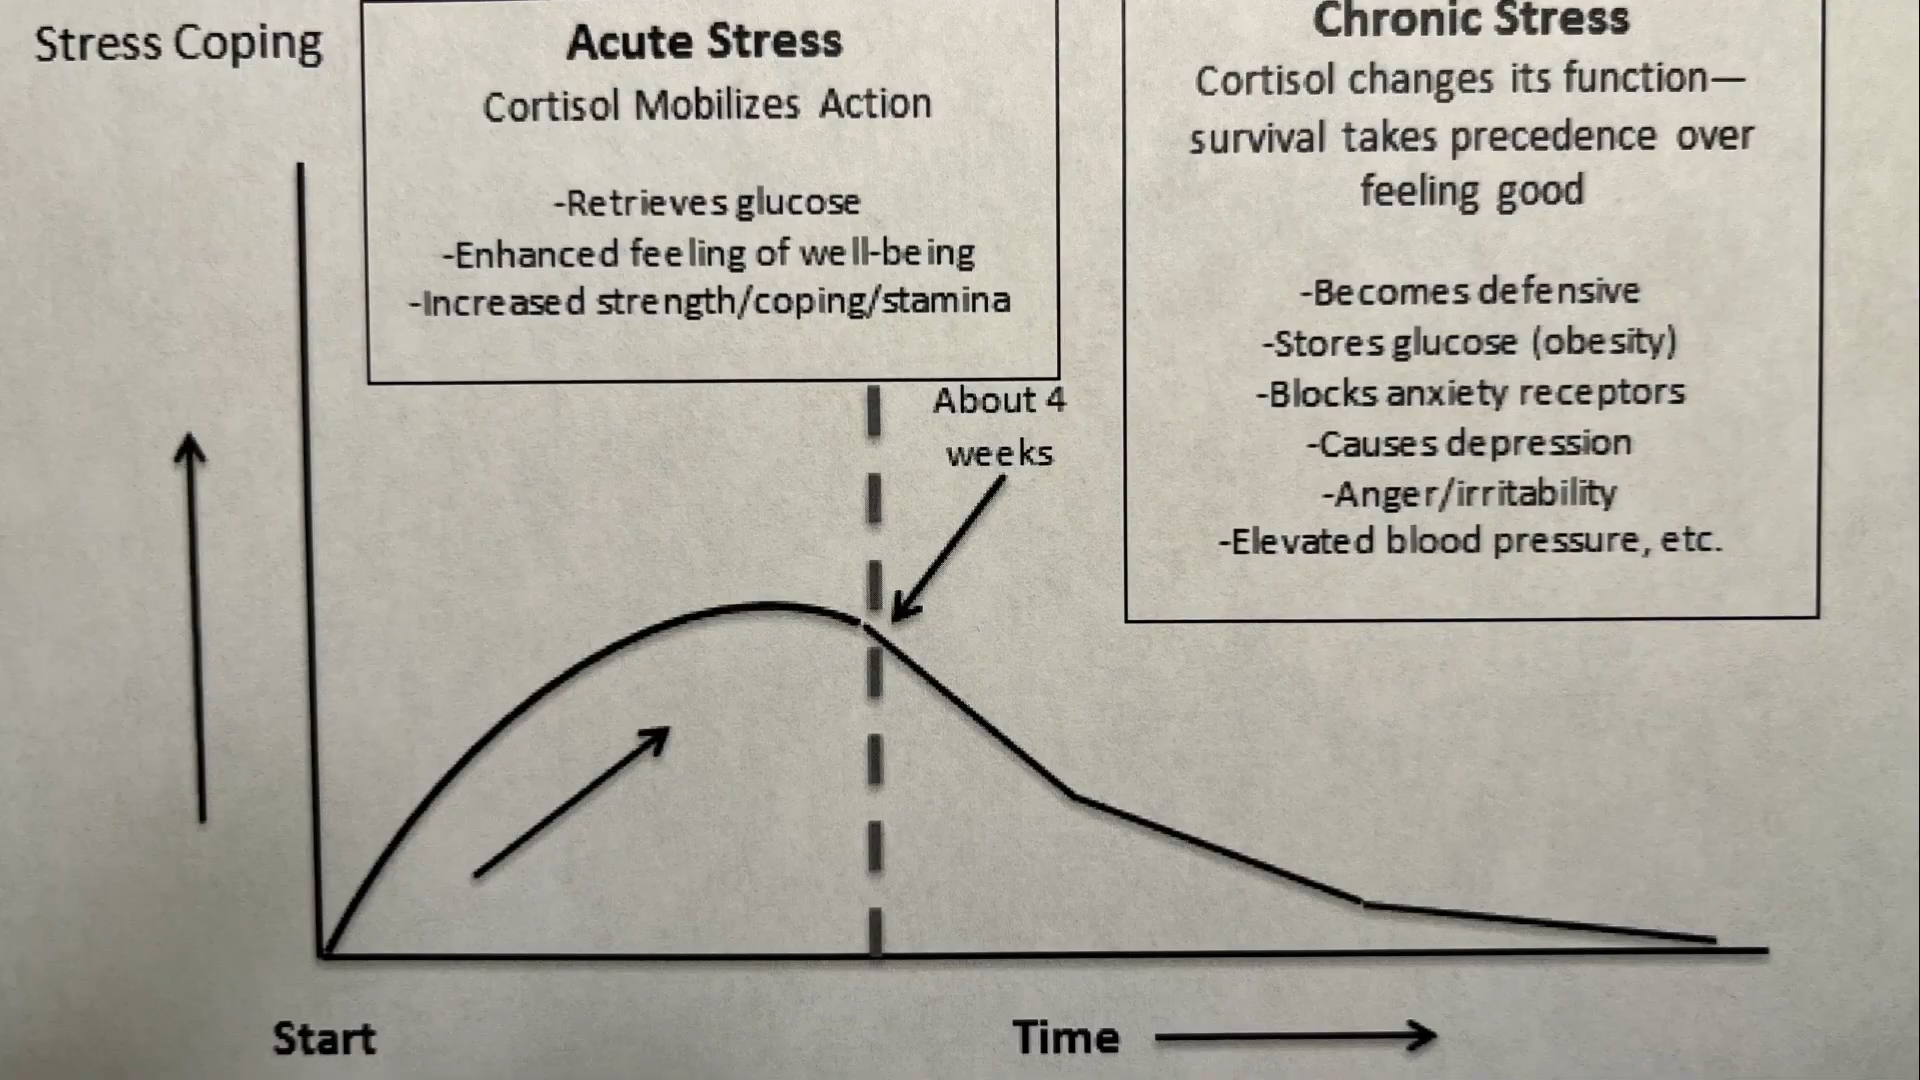 Stress Coping
Acute Stress
Cortisol Mobilizes Action
-Retrieves glucose
-Enhanced feeling of well-being
-Increased strength/coping/stamina
Chronic Stress
Cortisol changes its function—
survival takes precedence over
feeling good
-Becomes defensive
-Stores glucose (obesity)
-Blocks anxiety receptors
-Causes depression
-Anger/irritability
-Elevated blood pressure, etc.
About 4
weeks
Start
Time